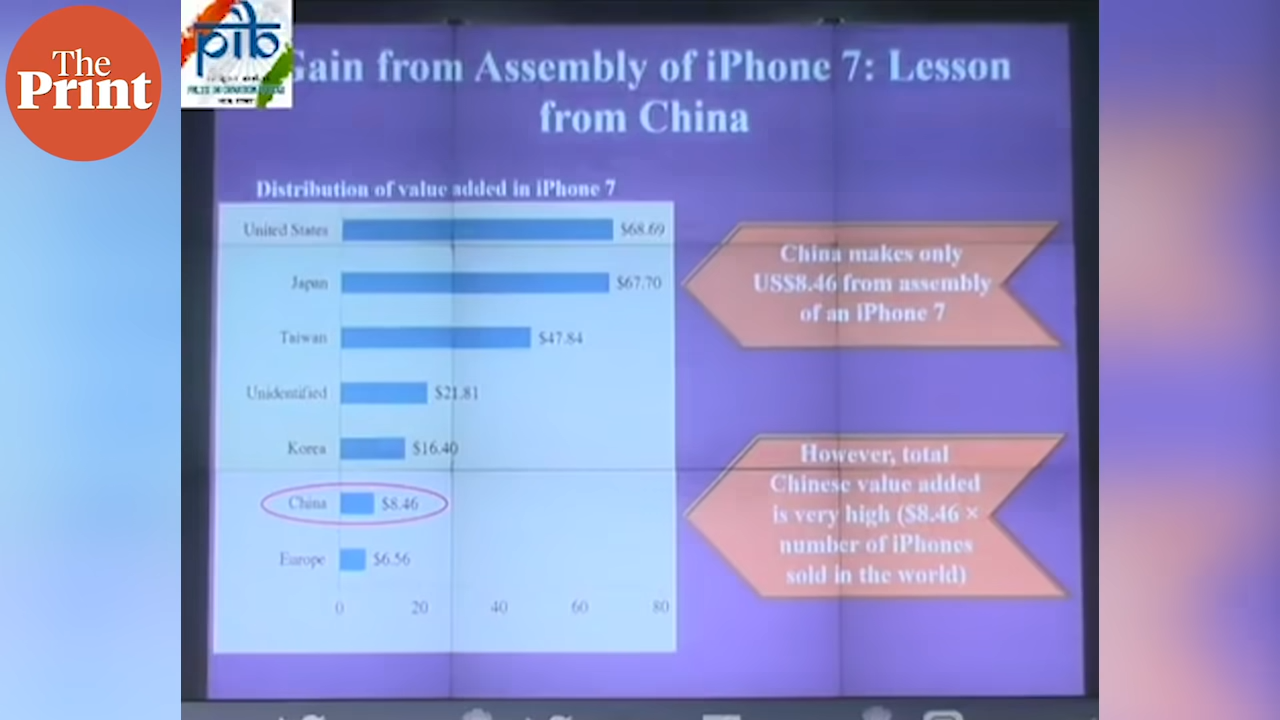 The
Print
pib
Gain from Assembly of iPhone 7: Lesson
from China
Distribution of value added in iPhone 7
United States $68.69
Japan $67.70
Taiwan $47.84
Unidentified $21.81
Korea $16.40
China $8.46
Europe $6.56
0 20 40 60 80
China makes only
US$8.46 from assembly
of an iPhone 7
However, total
Chinese value added
is very high ($8.46 ×
number of iPhones
sold in the world)